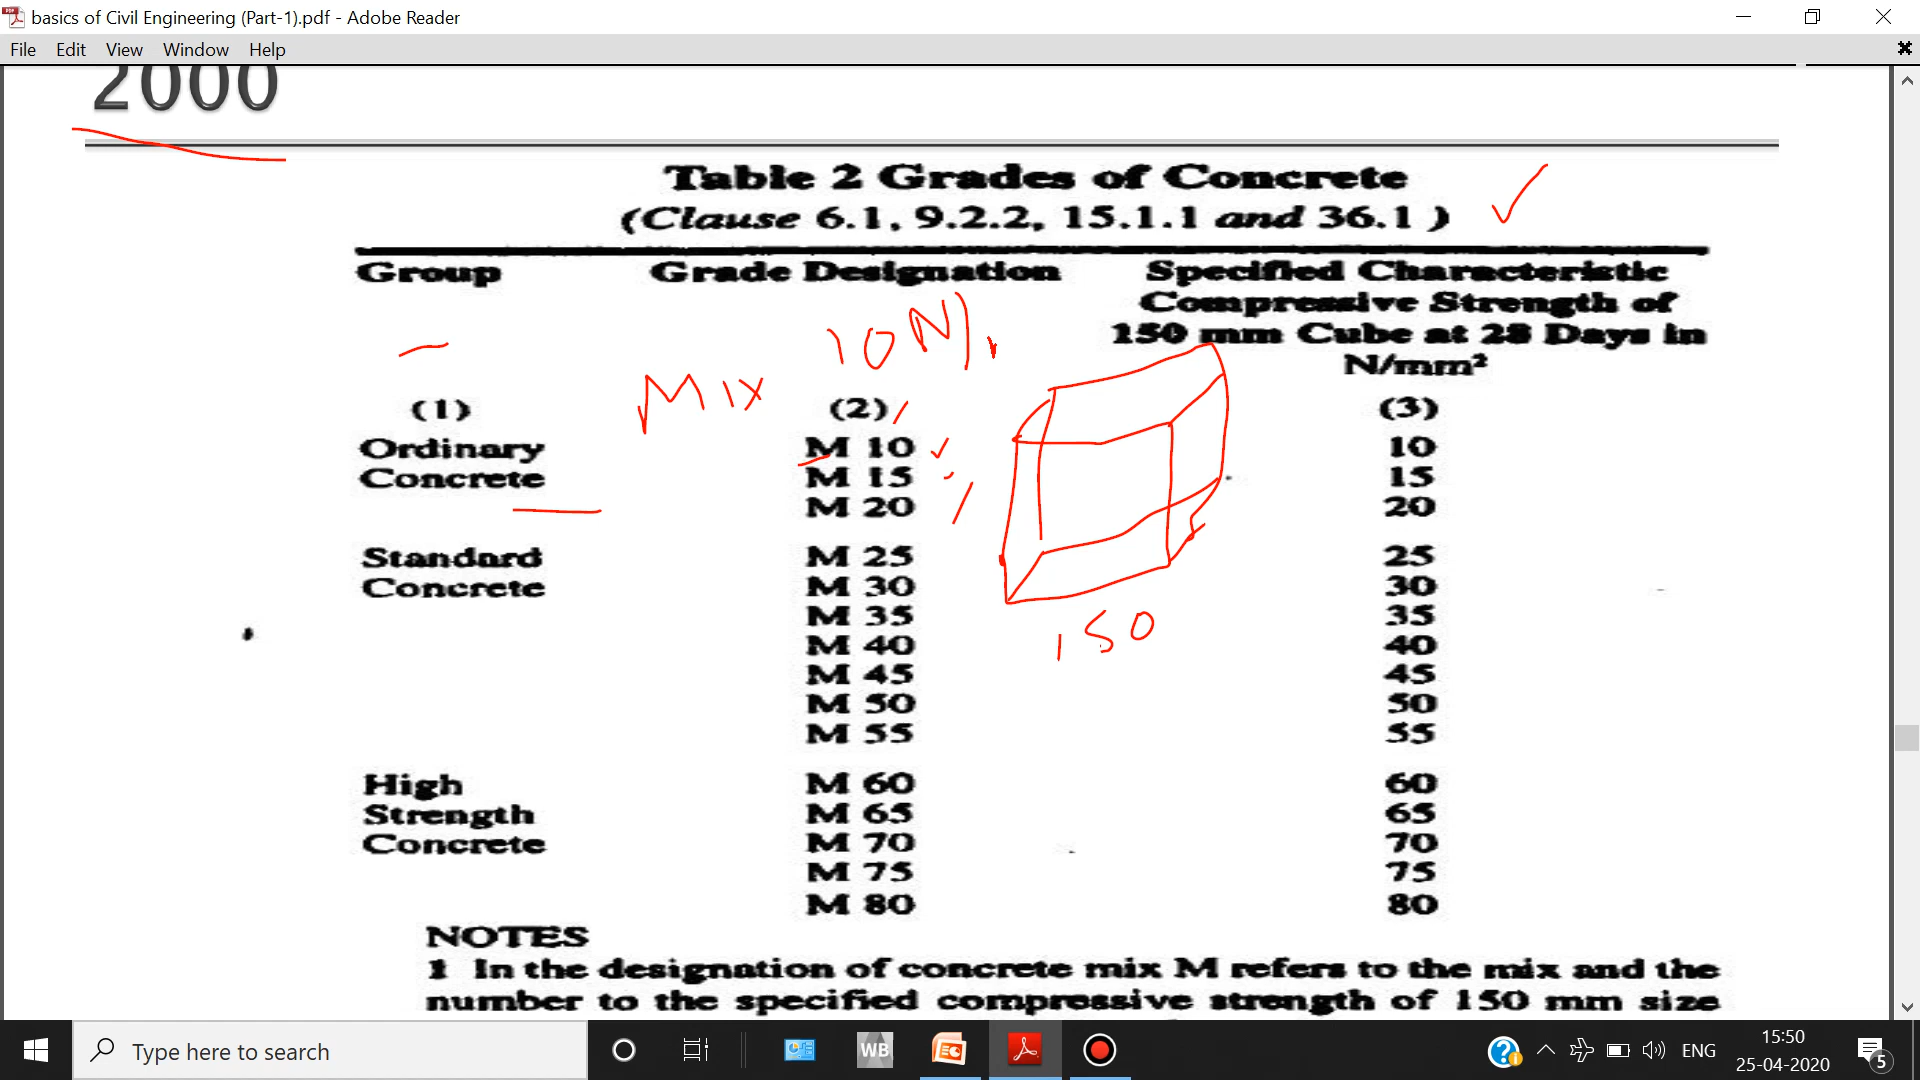 basics of Civil Engineering (Part-1).pdf - Adobe Reader
File Edit View Window Help
2000
Table 2 Grades of Concrete
(Clause 6.1, 9.2.2, 15.1.1 and 36.1 )
Group Grade Designation Specified Characteristic
Compressive Strength of
150 mm Cube at 28 Days in
N/mm²
10 N/
Mix
(1) (2) (3)
Ordinary M 10 10
Concrete M 15 15
M 20 20
Standard M 25 25
Concrete M 30 30
M 35 35
150
M 40 40
M 45 45
M 50 50
M 55 55
High M 60 60
Strength M 65 65
Concrete M 70 70
M 75 75
M 80 80
NOTES
1 In the designation of concrete mix M refers to the mix and the
number to the specified compressive strength of 150 mm size
Type here to search
WB
ENG
15:50
25-04-2020
5